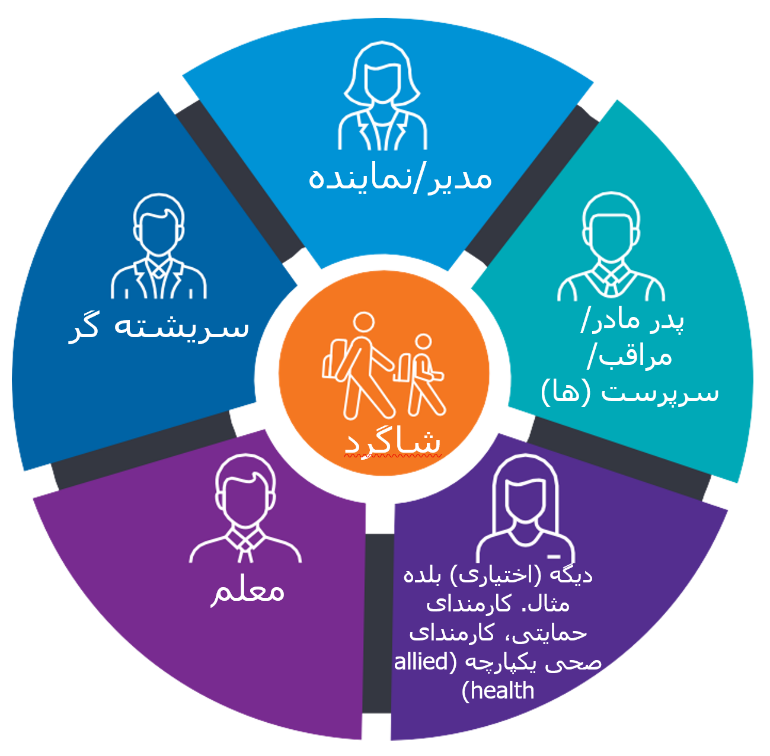 مدیر/نماینده
پدر مادر/
مراقب/
سرپرست (ها)
سریشته گر
شاگرد
معلم
دیگه (اختیاری) بلده
مثال. کارمندای
حمایتی، کارمندای
صحی یکپارچه (allied
health)